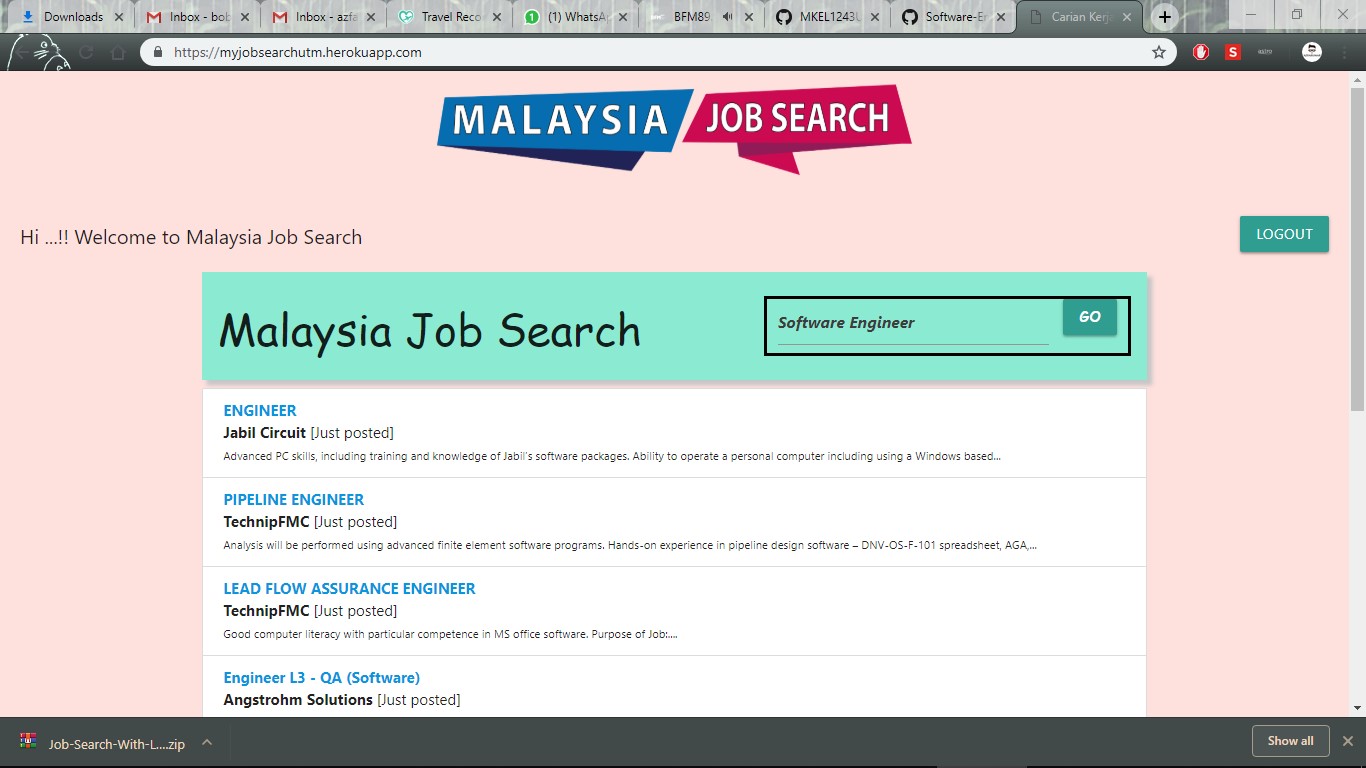 Downloads
Inbox - bob
Inbox - azfa
Travel Reco
(1) WhatsA
BFM89
MKEL1243U
Software-En
Carian Kerj
https://myjobsearchutm.herokuapp.com
MALAYSIA JOB SEARCH
Hi ...!! Welcome to Malaysia Job Search
LOGOUT
Malaysia Job Search
Software Engineer
GO
ENGINEER
Jabil Circuit [Just posted]
Advanced PC skills, including training and knowledge of Jabil's software packages. Ability to operate a personal computer including using a Windows based...
PIPELINE ENGINEER
TechnipFMC [Just posted]
Analysis will be performed using advanced finite element software programs. Hands-on experience in pipeline design software – DNV-OS-F-101 spreadsheet, AGA,...
LEAD FLOW ASSURANCE ENGINEER
TechnipFMC [Just posted]
Good computer literacy with particular competence in MS office software. Purpose of Job:....
Engineer L3 - QA (Software)
Angstrohm Solutions [Just posted]
Job-Search-With-L....zip
Show all